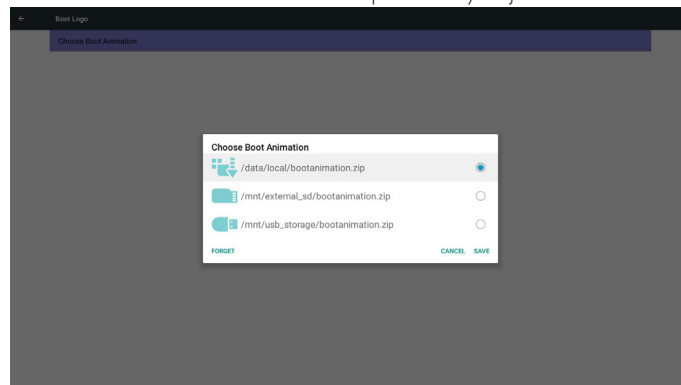 Boot Logo
Choose Boot Animation
Choose Boot Animation
/data/local/bootanimation.zip
/mnt/external_sd/bootanimation.zip
/mnt/usb_storage/bootanimation.zip
FORGET CANCEL SAVE